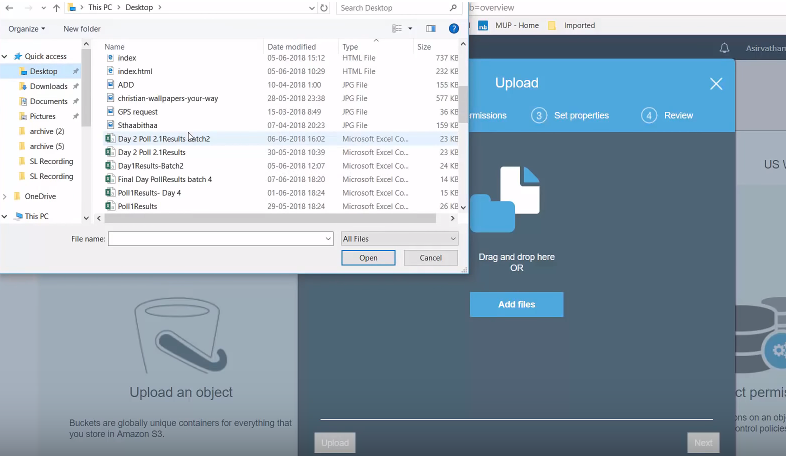 This PC > Desktop >
Search Desktop
b=overview
Organize
New folder
?
MUP - Home
Imported
Name
Date modified
Type
Size
Quick access
Desktop
Downloads
Documents
Pictures
archive (2)
archive (5)
SL Recording
SL Recording
OneDrive
This PC
index 05-06-2018 15:12 HTML File 737 KB
index.html 05-06-2018 10:29 HTML File 232 KB
ADD 10-04-2018 1:00 JPG File 155 KB
christian-wallpapers-your-way 28-05-2018 23:38 JPG File 577 KB
GPS request 15-03-2018 8:49 JPG File 36 KB
Sthaabithaa 07-04-2018 20:23 JPG File 159 KB
Day 2 Poll 2.1Results Batch2 06-06-2018 16:02 Microsoft Excel Co... 23 KB
Day 2 Poll 2.1Results 30-05-2018 10:39 Microsoft Excel Co... 23 KB
Day1Results-Batch2 05-06-2018 12:07 Microsoft Excel Co... 24 KB
Final Day PollResults batch 4 07-06-2018 18:20 Microsoft Excel Co... 14 KB
Poll1Results- Day 4 01-06-2018 18:24 Microsoft Excel Co... 15 KB
Poll1Results 29-05-2018 18:24 Microsoft Excel Co... 26 KB
File name:
All Files
Open
Cancel
Asirvathan
Upload
rmissions
3 Set properties
4 Review
US W
Drag and drop here
OR
Add files
Upload an object
Buckets are globally unique containers for everything that
you store in Amazon S3.
ct permis
ons on an obje
control policies
Upload
Next